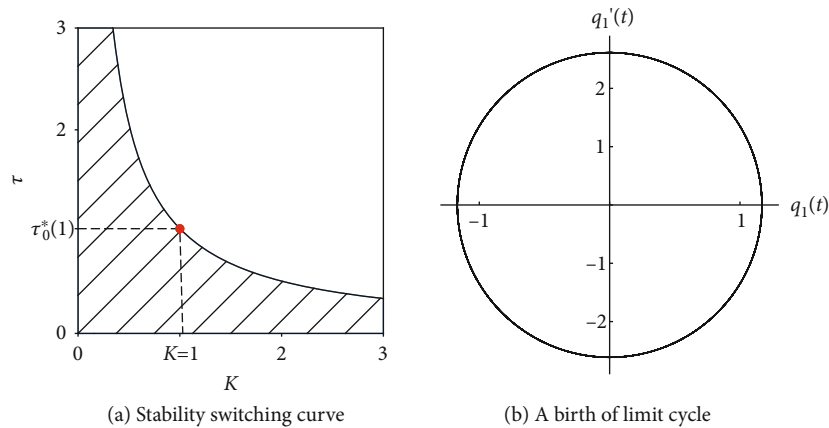 3
2
τ
τ₀*(1)
0
0
K=1
2
3
K
(a) Stability switching curve
q₁'(t)
2
1
−1
1
q₁(t)
−1
−2
(b) A birth of limit cycle